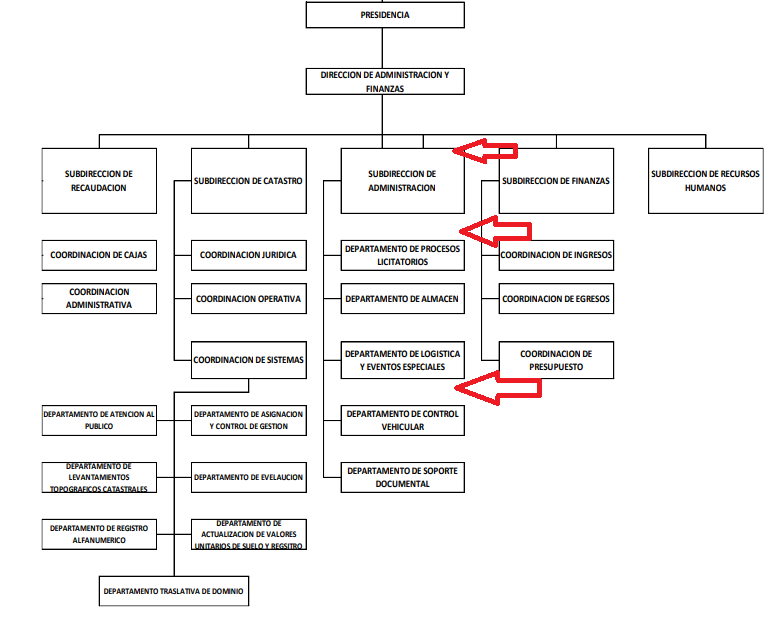 PRESIDENCIA
DIRECCION DE ADMINISTRACION Y
FINANZAS
SUBDIRECCION DE
RECAUDACION
SUBDIRECCION DE CATASTRO
SUBDIRECCION DE
ADMINISTRACION
SUBDIRECCION DE FINANZAS
SUBDIRECCION DE RECURSOS
HUMANOS
COORDINACION DE CAJAS
COORDINACION JURIDICA
DEPARTAMENTO DE PROCESOS
LICITATORIOS
COORDINACION DE INGRESOS
COORDINACION
ADMINISTRATIVA
COORDINACION OPERATIVA
DEPARTAMENTO DE ALMACEN
COORDINACION DE EGRESOS
COORDINACION DE SISTEMAS
DEPARTAMENTO DE LOGISTICA
Y EVENTOS ESPECIALES
COORDINACION DE
PRESUPUESTO
DEPARTAMENTO DE ATENCION AL
PUBLICO
DEPARTAMENTO DE ASIGNACION
Y CONTROL DE GESTION
DEPARTAMENTO DE CONTROL
VEHICULAR
DEPARTAMENTO DE
LEVANTAMIENTOS
TOPOGRAFICOS CATASTRALES
DEPARTAMENTO DE EVELAUCION
DEPARTAMENTO DE SOPORTE
DOCUMENTAL
DEPARTAMENTO DE REGISTRO
ALFANUMERICO
DEPARTAMENTO DE
ACTUALIZACION DE VALORES
UNITARIOS DE SUELO Y REGSITRO
DEPARTAMENTO TRASLATIVA DE DOMINIO